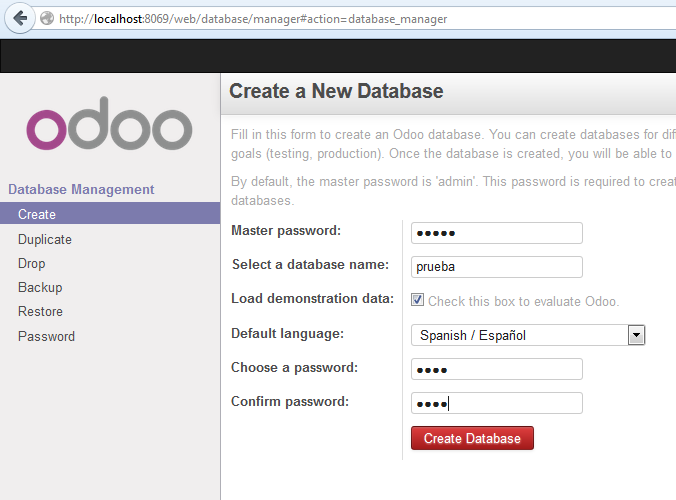 http://localhost:8069/web/database/manager#action=database_manager
odoo
Database Management
Create
Duplicate
Drop
Backup
Restore
Password
Create a New Database
Fill in this form to create an Odoo database. You can create databases for dif
goals (testing, production). Once the database is created, you will be able to
By default, the master password is 'admin'. This password is required to creat
databases.
Master password: •••••
Select a database name: prueba
Load demonstration data: Check this box to evaluate Odoo.
Default language: Spanish / Español
Choose a password: ••••
Confirm password: ••••
Create Database